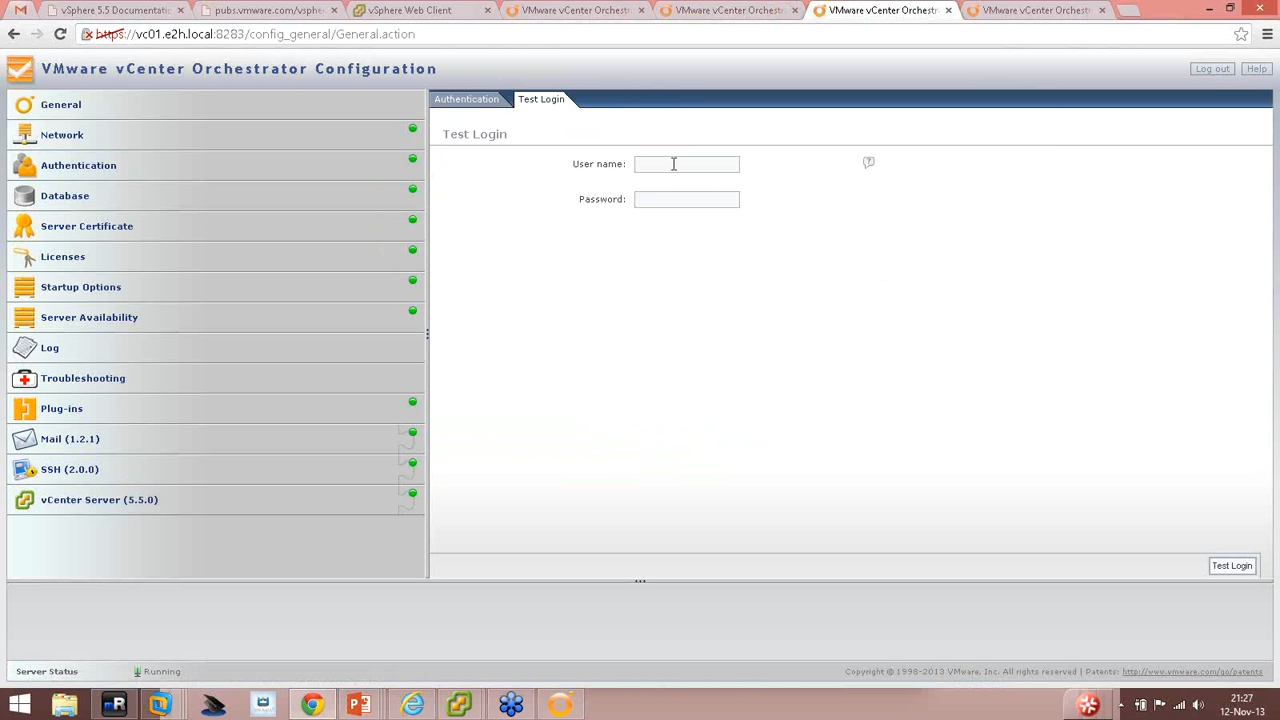 vSphere 5.5 Documentatio
pubs.vmware.com/vsphe
vSphere Web Client
VMware vCenter Orchestr
VMware vCenter Orchestr
VMware vCenter Orchestr
VMware vCenter Orchestr
https://vc01.e2h.local:8283/config_general/General.action
VMware vCenter Orchestrator Configuration
Log out
Help
General
Network
Authentication
Database
Server Certificate
Licenses
Startup Options
Server Availability
Log
Troubleshooting
Plug-ins
Mail (1.2.1)
SSH (2.0.0)
vCenter Server (5.5.0)
Authentication
Test Login
Test Login
User name:
Password:
Test Login
Server Status
Running
Copyright © 1998-2013 VMware, Inc. All rights reserved | Patents: http://www.vmware.com/go/patents
21:27
12-Nov-13